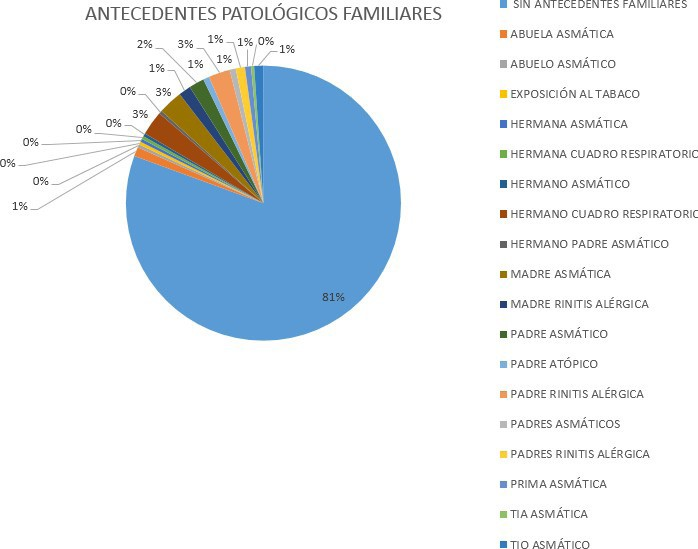 ANTECEDENTES PATOLÓGICOS FAMILIARES
2%
3%
1%
1%
0%
1%
1%
1%
1%
0%
3%
3%
0%
0%
0%
0%
0%
1%
81%
SIN ANTECEDENTES FAMILIARES
ABUELA ASMÁTICA
ABUELO ASMÁTICO
EXPOSICIÓN AL TABACO
HERMANA ASMÁTICA
HERMANA CUADRO RESPIRATORIO
HERMANO ASMÁTICO
HERMANO CUADRO RESPIRATORIO
HERMANO PADRE ASMÁTICO
MADRE ASMÁTICA
MADRE RINITIS ALÉRGICA
PADRE ASMÁTICO
PADRE ATÓPICO
PADRE RINITIS ALÉRGICA
PADRES ASMÁTICOS
PADRES RINITIS ALÉRGICA
PRIMA ASMÁTICA
TIA ASMÁTICA
TIO ASMÁTICO